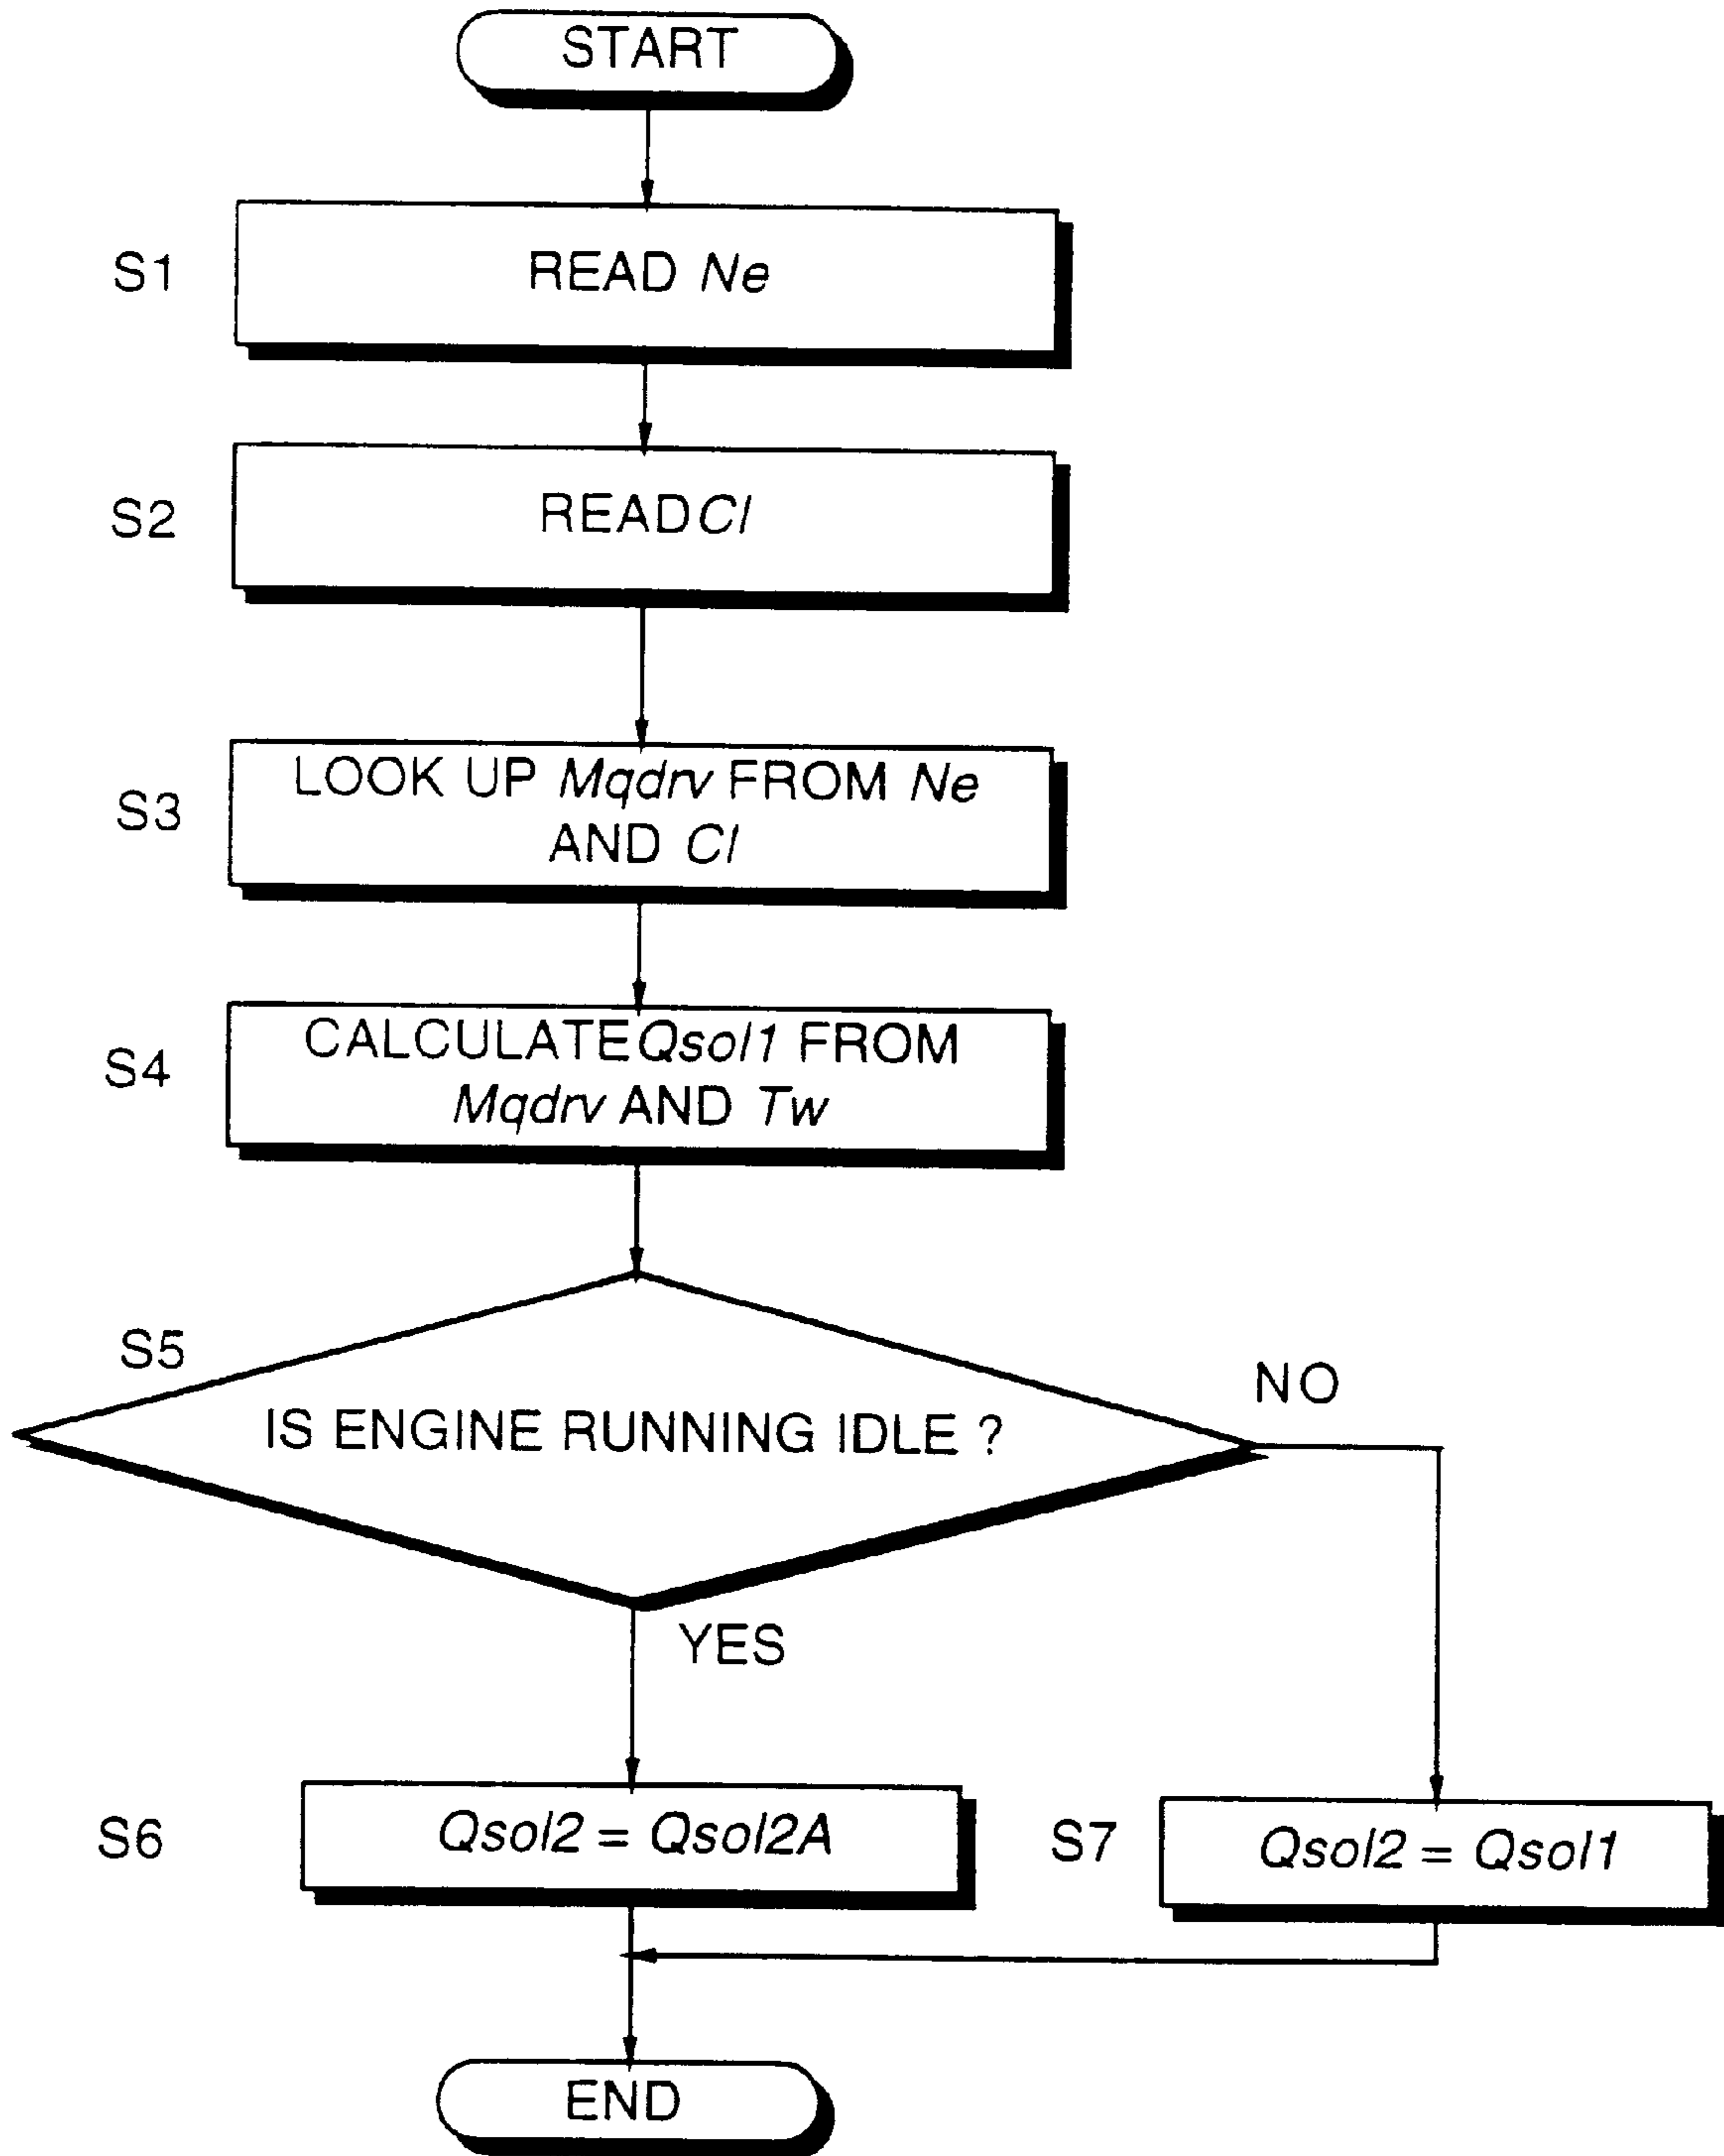 START
S1
READ Ne
S2
READ Cl
S3
LOOK UP Mqdrv FROM Ne
AND Cl
S4
CALCULATE Qsol1 FROM
Mqdrv AND Tw
S5
IS ENGINE RUNNING IDLE ?
NO
YES
S6
Qsol2 = Qsol2A
S7
Qsol2 = Qsol1
END